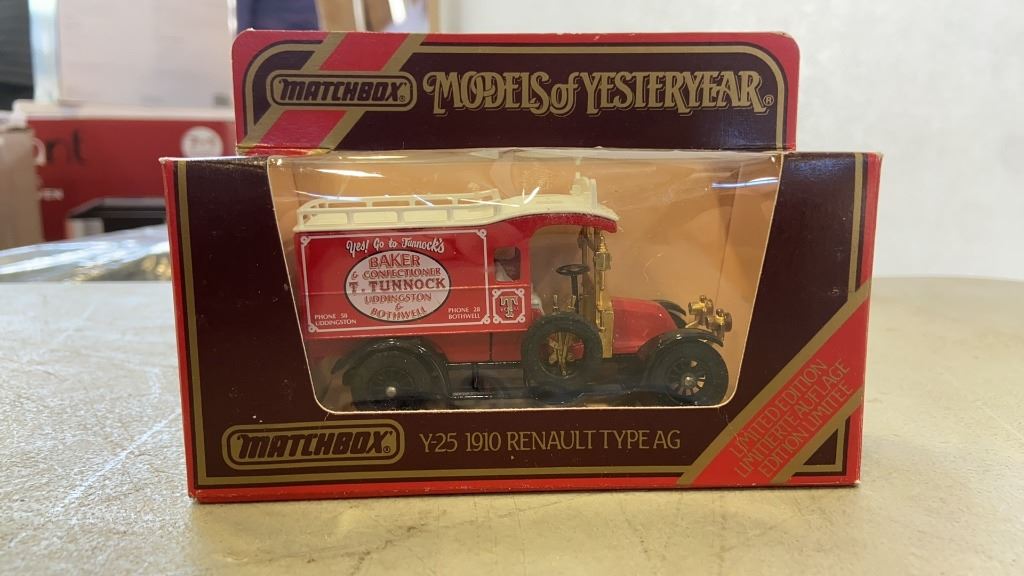 MATCHBOX
MODELS of YESTERYEAR®
Yes! Go to Tunnock's
BAKER
& CONFECTIONER
T. TUNNOCK
UDDINGSTON
&
BOTHWELL
PHONE 58
UDDINGSTON
PHONE 28
BOTHWELL
T
MATCHBOX
Y-25 1910 RENAULT TYPE AG
LIMITED EDITION
LIMITIERTE AUFLAGE
EDITION LIMITÉE